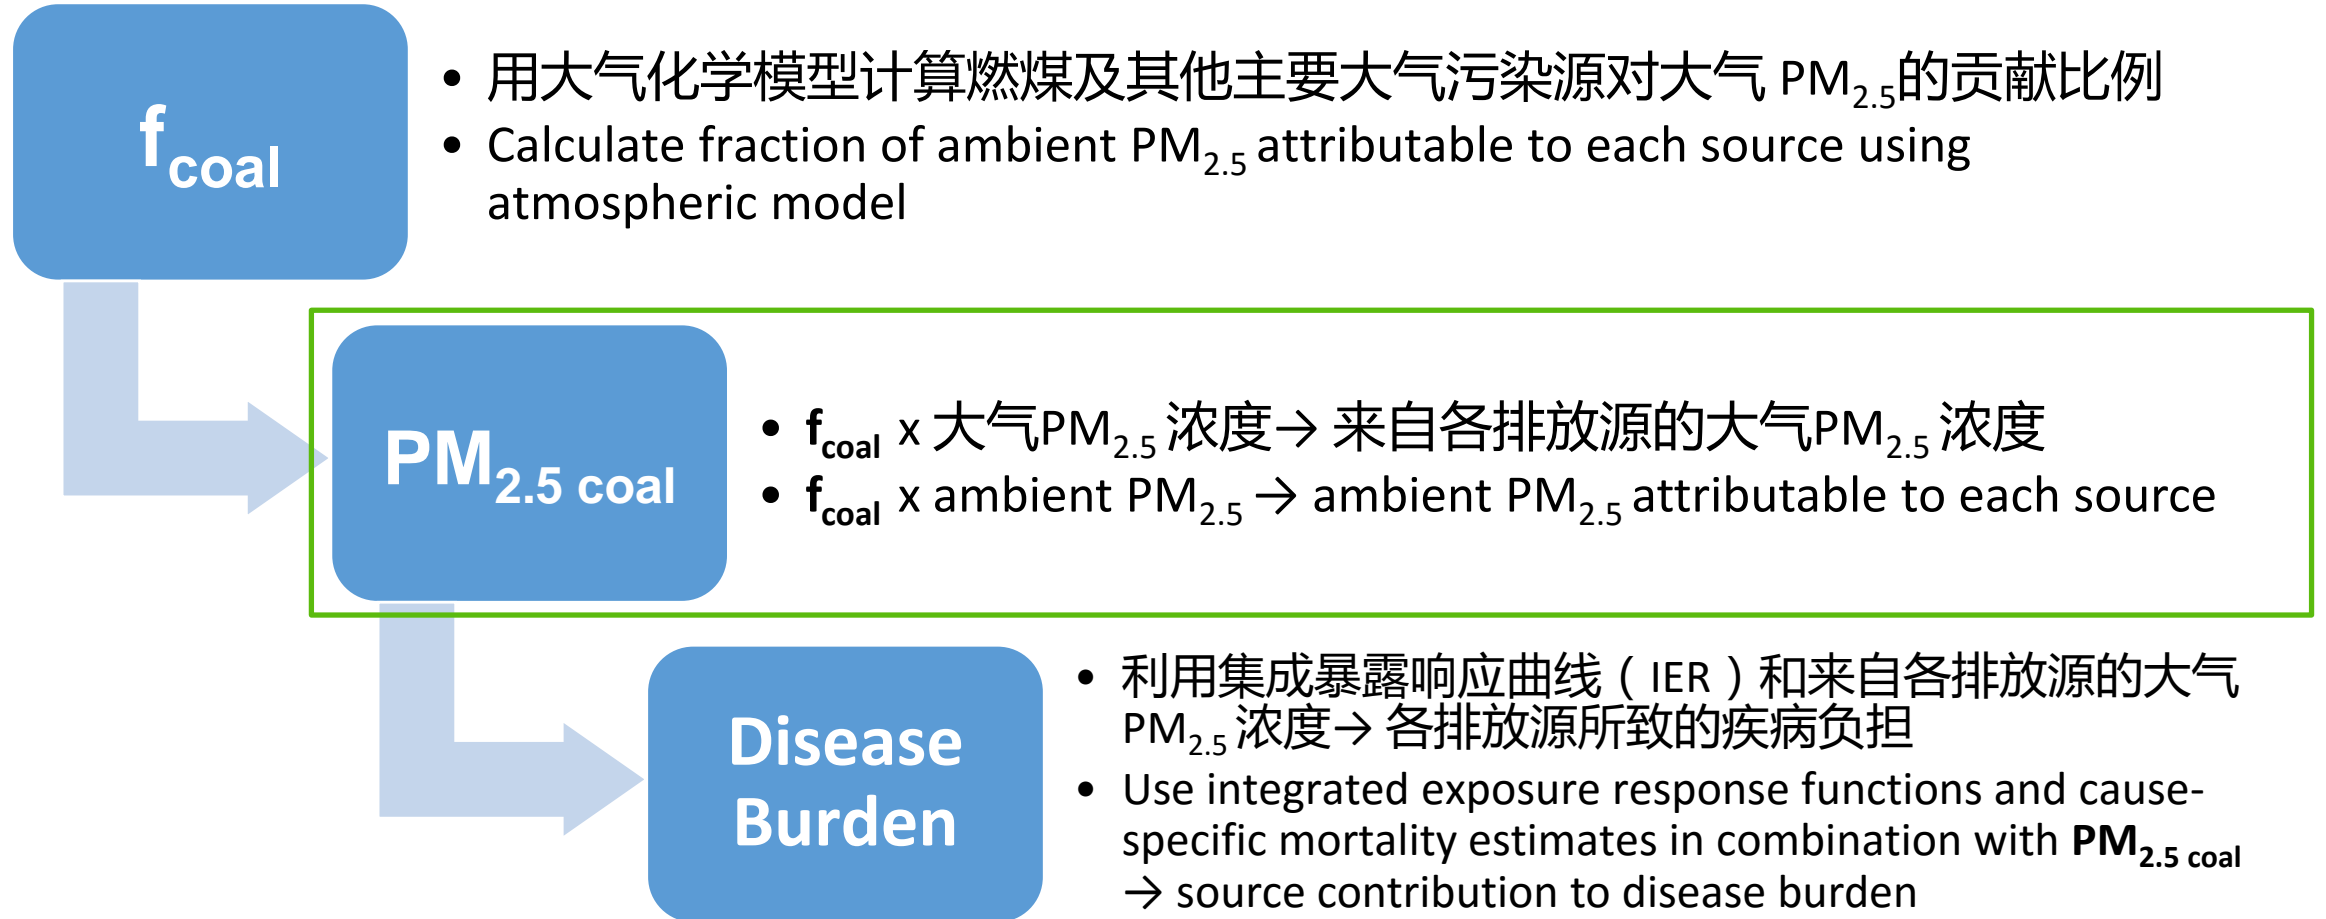 f coal
• 用大气化学模型计算燃煤及其他主要大气污染源对大气 PM2.5的贡献比例
• Calculate fraction of ambient PM2.5 attributable to each source using
atmospheric model
PM2.5 coal
• fcoal x 大气PM2.5 浓度→ 来自各排放源的大气PM2.5 浓度
• fcoal x ambient PM2.5 → ambient PM2.5 attributable to each source
Disease
Burden
• 利用集成暴露响应曲线（IER）和来自各排放源的大气
PM2.5 浓度→ 各排放源所致的疾病负担
• Use integrated exposure response functions and cause-
specific mortality estimates in combination with PM2.5 coal
→ source contribution to disease burden